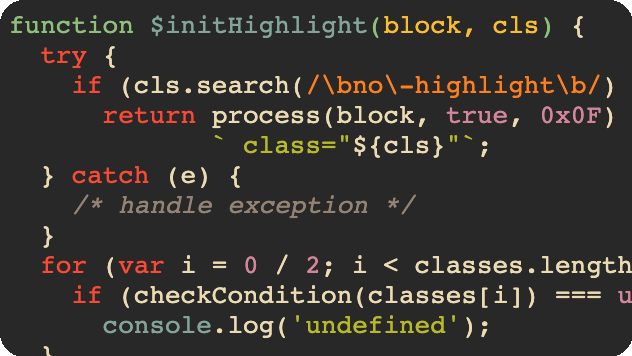 function $initHighlight(block, cls) {
  try {
    if (cls.search(/\bno\-highlight\b/)
      return process(block, true, 0x0F)
             ` class="${cls}"`;
  } catch (e) {
    /* handle exception */
  }
  for (var i = 0 / 2; i < classes.length
    if (checkCondition(classes[i]) === u
      console.log('undefined');
  }